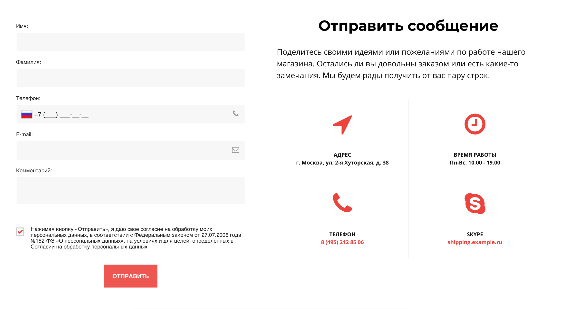 Имя:
Фамилия:
Телефон:
+7 (___) ___-__-__
E-mail:
Комментарий:
Нажимая кнопку «Отправить», я даю свое согласие на обработку моих
персональных данных, в соответствии с Федеральным законом от 27.07.2006 года
№152-ФЗ «О персональных данных», на условиях и для целей, определенных в
Согласии на обработку персональных данных
ОТПРАВИТЬ
Отправить сообщение
Поделитесь своими идеями или пожеланиями по работе нашего
магазина. Остались ли вы довольны заказом или есть какие-то
замечания. Мы будем рады получить от вас пару строк.
АДРЕС
г. Москва, ул. 2-я Хуторская, д. 38
ВРЕМЯ РАБОТЫ
Пн-Вс. 10.00 - 19.00
ТЕЛЕФОН
8 (495) 212 85 06
SKYPE
shipping.example.ru